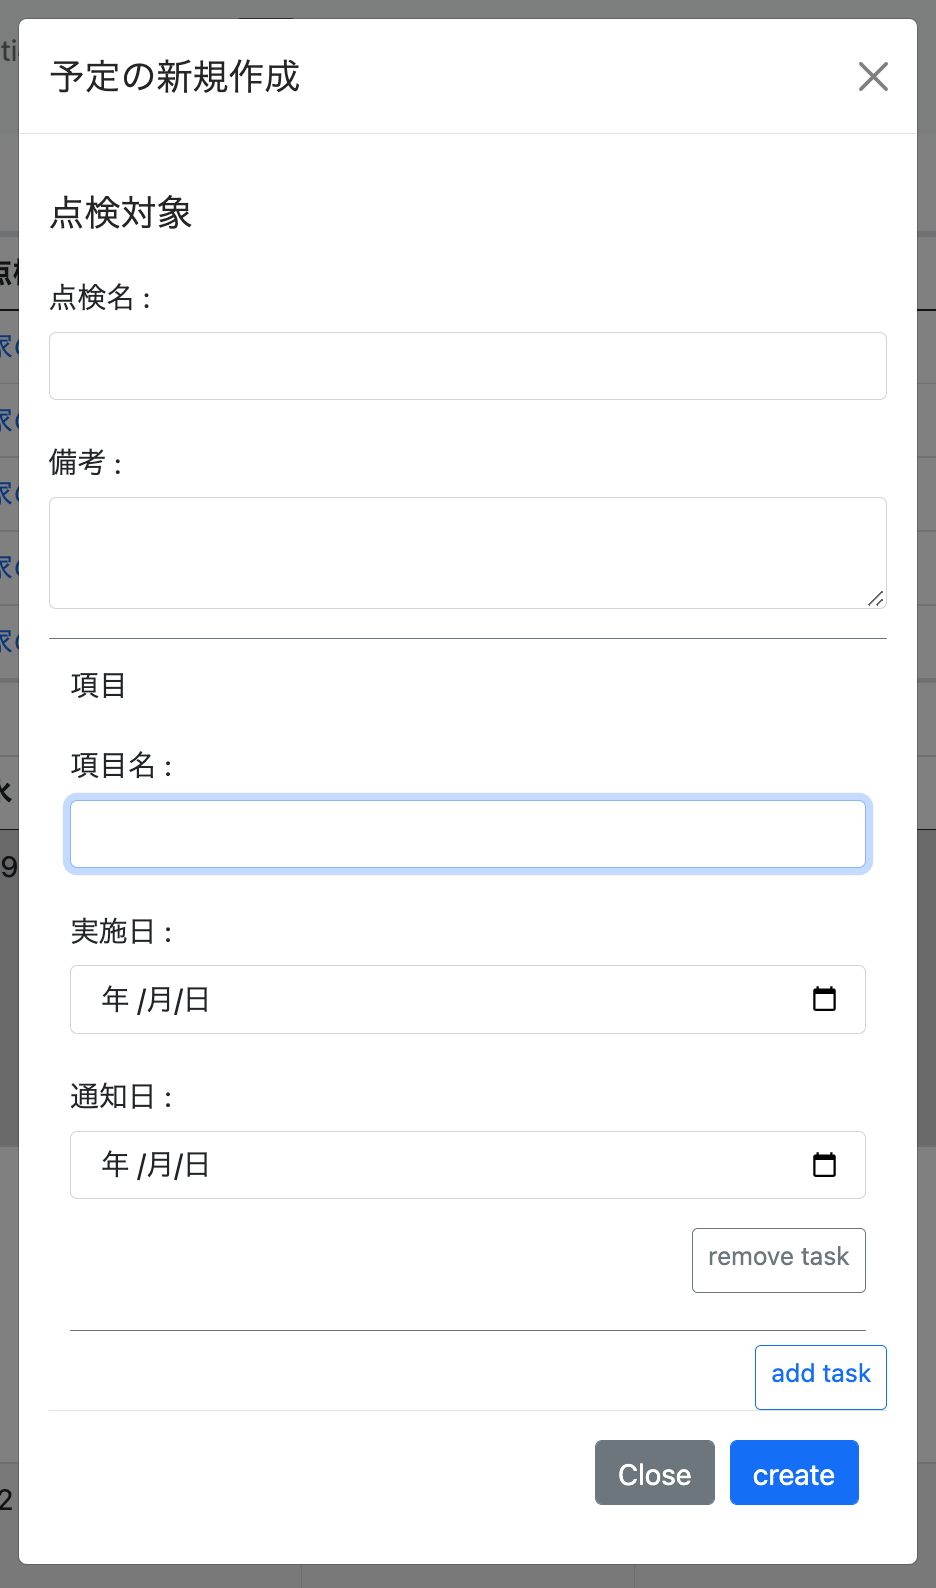 予定の新規作成
点検対象
点検名 :
備考 :
項目
項目名 :
実施日 :
年 /月/日
通知日 :
年 /月/日
remove task
add task
Close
create